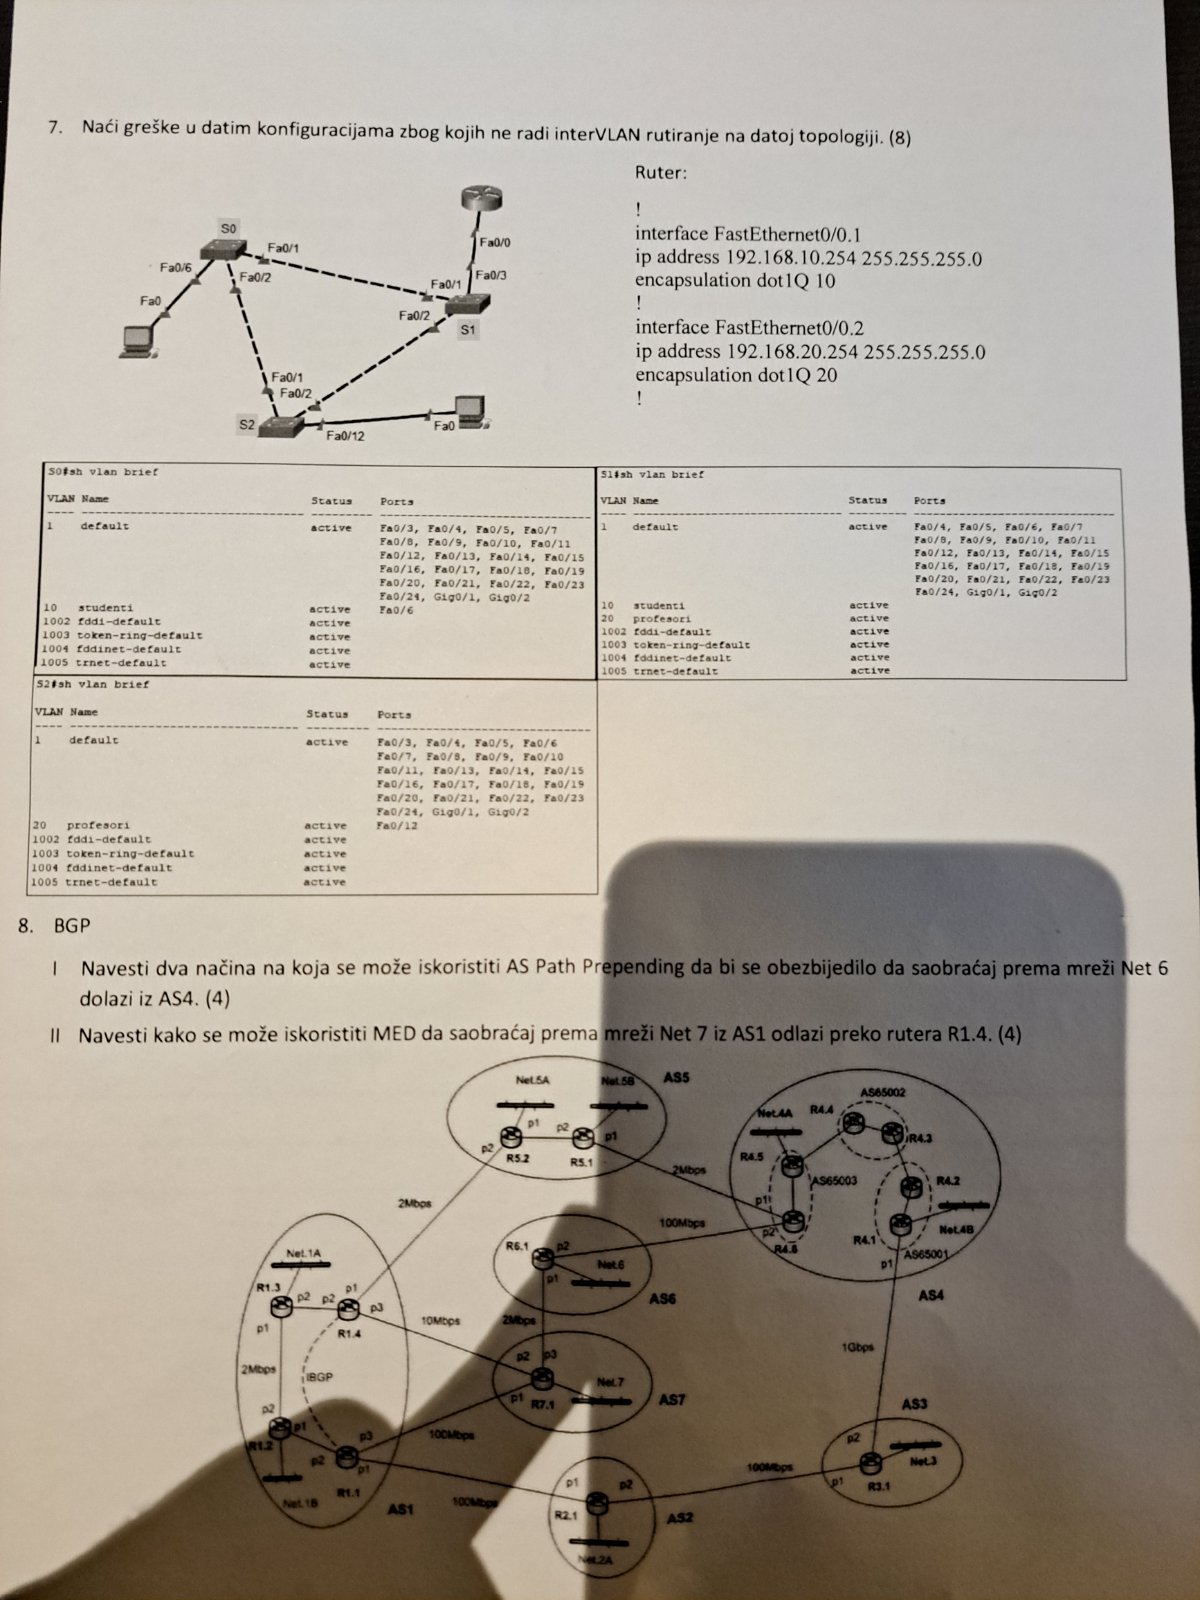 7. Naći greške u datim konfiguracijama zbog kojih ne radi interVLAN rutiranje na datoj topologiji. (8)
Ruter:
!
interface FastEthernet0/0.1
ip address 192.168.10.254 255.255.255.0
encapsulation dot1Q 10
!
interface FastEthernet0/0.2
ip address 192.168.20.254 255.255.255.0
encapsulation dot1Q 20
!
S0
Fa0/1
Fa0/0
Fa0/6
Fa0/2
Fa0/3
Fa0/1
Fa0
Fa0/2
S1
Fa0/1
Fa0/2
S2
Fa0/12
Fa0
S0#sh vlan brief
VLAN Name Status Ports
---- -------------------------------- --------- -------------------------------
1 default active Fa0/3, Fa0/4, Fa0/5, Fa0/7
Fa0/8, Fa0/9, Fa0/10, Fa0/11
Fa0/12, Fa0/13, Fa0/14, Fa0/15
Fa0/16, Fa0/17, Fa0/18, Fa0/19
Fa0/20, Fa0/21, Fa0/22, Fa0/23
Fa0/24, Gig0/1, Gig0/2
10 studenti active Fa0/6
1002 fddi-default active
1003 token-ring-default active
1004 fddinet-default active
1005 trnet-default active
S1#sh vlan brief
VLAN Name Status Ports
---- -------------------------------- --------- -------------------------------
1 default active Fa0/4, Fa0/5, Fa0/6, Fa0/7
Fa0/8, Fa0/9, Fa0/10, Fa0/11
Fa0/12, Fa0/13, Fa0/14, Fa0/15
Fa0/16, Fa0/17, Fa0/18, Fa0/19
Fa0/20, Fa0/21, Fa0/22, Fa0/23
Fa0/24, Gig0/1, Gig0/2
10 studenti active
20 profesori active
1002 fddi-default active
1003 token-ring-default active
1004 fddinet-default active
1005 trnet-default active
S2#sh vlan brief
VLAN Name Status Ports
---- -------------------------------- --------- -------------------------------
1 default active Fa0/3, Fa0/4, Fa0/5, Fa0/6
Fa0/7, Fa0/8, Fa0/9, Fa0/10
Fa0/11, Fa0/13, Fa0/14, Fa0/15
Fa0/16, Fa0/17, Fa0/18, Fa0/19
Fa0/20, Fa0/21, Fa0/22, Fa0/23
Fa0/24, Gig0/1, Gig0/2
20 profesori active Fa0/12
1002 fddi-default active
1003 token-ring-default active
1004 fddinet-default active
1005 trnet-default active
8. BGP
I Navesti dva načina na koja se može iskoristiti AS Path Prepending da bi se obezbijedilo da saobraćaj prema mreži Net 6
dolazi iz AS4. (4)
II Navesti kako se može iskoristiti MED da saobraćaj prema mreži Net 7 iz AS1 odlazi preko rutera R1.4. (4)
Net.5A
Net.5B
AS5
p1
p2
p2
p1
R5.2
R5.1
AS65002
Net.4A
R4.4
R4.3
R4.5
AS65003
R4.2
p1
p2
R4.6
R4.1
Net.4B
AS65001
p1
AS4
2Mbps
2Mbps
100Mbps
R6.1
p2
Net.6
p1
AS6
Net.1A
R1.3
p2
p2
p1
p3
R1.4
p1
10Mbps
2Mbps
1Gbps
2Mbps
IBGP
p2
p3
Net.7
p1
R7.1
AS7
p2
p1
R1.2
p3
p2
p1
R1.1
Net.1B
AS1
100Mbps
100Mbps
100Mbps
AS3
p2
Net.3
p1
R3.1
p1
p2
R2.1
AS2
Net.2A